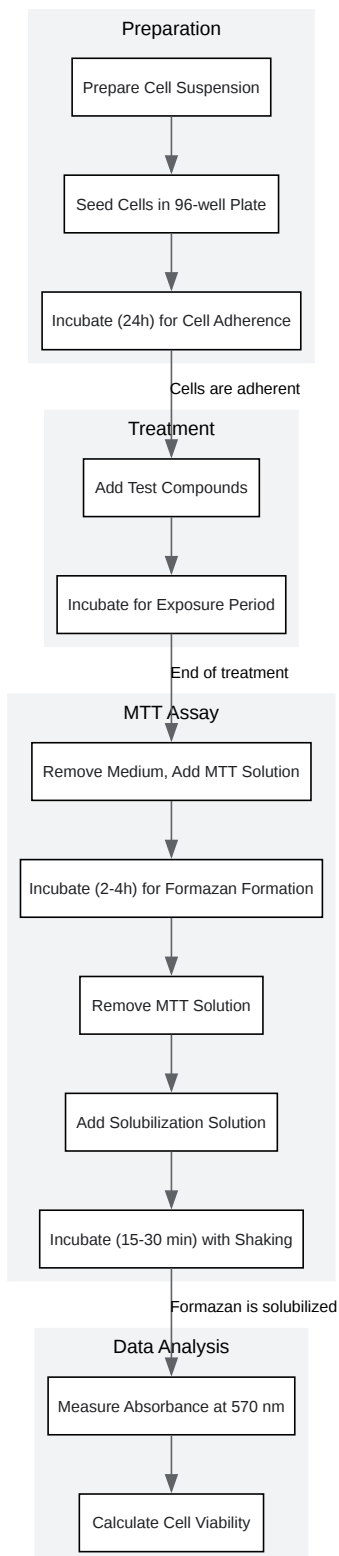 Preparation
Prepare Cell Suspension
Seed Cells in 96-well Plate
Incubate (24h) for Cell Adherence
Cells are adherent
Treatment
Add Test Compounds
Incubate for Exposure Period
End of treatment
MTT Assay
Remove Medium, Add MTT Solution
Incubate (2-4h) for Formazan Formation
Remove MTT Solution
Add Solubilization Solution
Incubate (15-30 min) with Shaking
Formazan is solubilized
Data Analysis
Measure Absorbance at 570 nm
Calculate Cell Viability